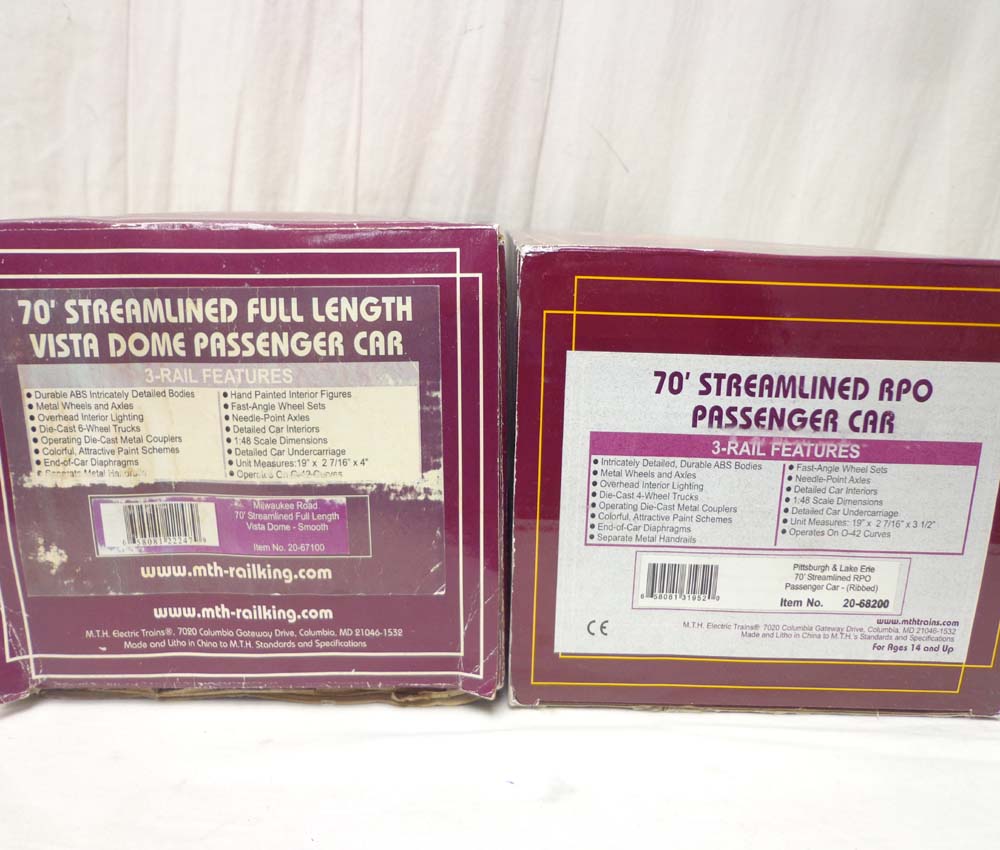 70' STREAMLINED FULL LENGTH
VISTA DOME PASSENGER CAR
3-RAIL FEATURES
• Durable ABS Intricately Detailed Bodies
• Metal Wheels and Axles
• Overhead Interior Lighting
• Die-Cast 6-Wheel Trucks
• Operating Die-Cast Metal Couplers
• Colorful, Attractive Paint Schemes
• End-of-Car Diaphragms
• Separate Metal Handrails
• Hand Painted Interior Figures
• Fast-Angle Wheel Sets
• Needle-Point Axles
• Detailed Car Interiors
• 1:48 Scale Dimensions
• Detailed Car Undercarriage
• Unit Measures:19" x 2 7/16" x 4"
• Operates On O-42 Curves
Milwaukee Road
70' Streamlined Full Length
Vista Dome - Smooth
Item No. 20-67100
www.mth-railking.com
www.mth-railking.com
M.T.H. Electric Trains®, 7020 Columbia Gateway Drive, Columbia, MD 21046-1532
Made and Litho in China to M.T.H. Standards and Specifications
70' STREAMLINED RPO
PASSENGER CAR
3-RAIL FEATURES
• Intricately Detailed, Durable ABS Bodies
• Metal Wheels and Axles
• Overhead Interior Lighting
• Die-Cast 4-Wheel Trucks
• Operating Die-Cast Metal Couplers
• Colorful, Attractive Paint Schemes
• End-of-Car Diaphragms
• Separate Metal Handrails
• Fast-Angle Wheel Sets
• Needle-Point Axles
• Detailed Car Interiors
• 1:48 Scale Dimensions
• Detailed Car Undercarriage
• Unit Measures: 19" x 2 7/16" x 3 1/2"
• Operates On O-42 Curves
6 58081 31952 0
Pittsburgh & Lake Erie
70' Streamlined RPO
Passenger Car - (Ribbed)
Item No. 20-68200
CE
www.mthtrains.com
M.T.H. Electric Trains®: 7020 Columbia Gateway Drive, Columbia, MD 21046-1532
Made and Litho in China to M.T.H.'s Standards and Specifications
For Ages 14 and Up